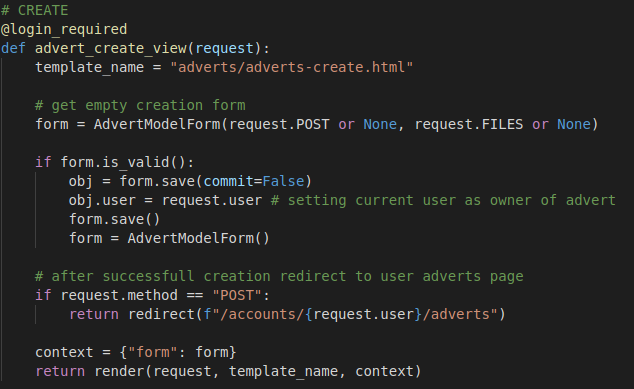 # CREATE
@login_required
def advert_create_view(request):
    template_name = "adverts/adverts-create.html"

    # get empty creation form
    form = AdvertModelForm(request.POST or None, request.FILES or None)

    if form.is_valid():
        obj = form.save(commit=False)
        obj.user = request.user # setting current user as owner of advert
        form.save()
        form = AdvertModelForm()

    # after successfull creation redirect to user adverts page
    if request.method == "POST":
        return redirect(f"/accounts/{request.user}/adverts")

    context = {"form": form}
    return render(request, template_name, context)